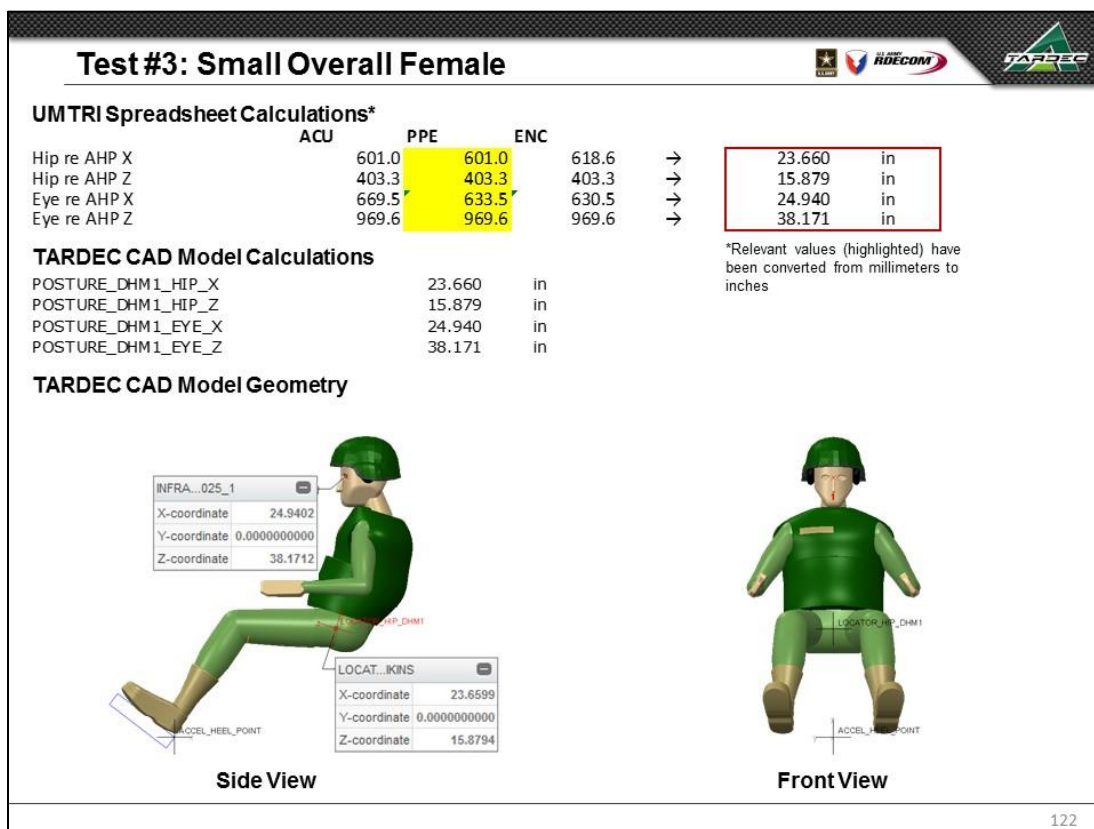 Test #3: Small Overall Female
U.S.ARMY
U.S. ARMY
RDECOM
TARDEC
UMTRI Spreadsheet Calculations*
ACU PPE ENC
Hip re AHP X 601.0 601.0 618.6 → 23.660 in
Hip re AHP Z 403.3 403.3 403.3 → 15.879 in
Eye re AHP X 669.5 633.5 630.5 → 24.940 in
Eye re AHP Z 969.6 969.6 969.6 → 38.171 in
*Relevant values (highlighted) have
been converted from millimeters to
inches
TARDEC CAD Model Calculations
POSTURE_DHM1_HIP_X 23.660 in
POSTURE_DHM1_HIP_Z 15.879 in
POSTURE_DHM1_EYE_X 24.940 in
POSTURE_DHM1_EYE_Z 38.171 in
TARDEC CAD Model Geometry
INFRA...025_1
X-coordinate 24.9402
Y-coordinate 0.0000000000
Z-coordinate 38.1712
LOCATOR_HIP_DHM1
LOCATOR_HIP_DHM1
LOCAT...IKINS
X-coordinate 23.6599
Y-coordinate 0.0000000000
Z-coordinate 15.8794
ACCEL_HEEL_POINT
ACCEL_HEEL_POINT
Side View
Front View
122